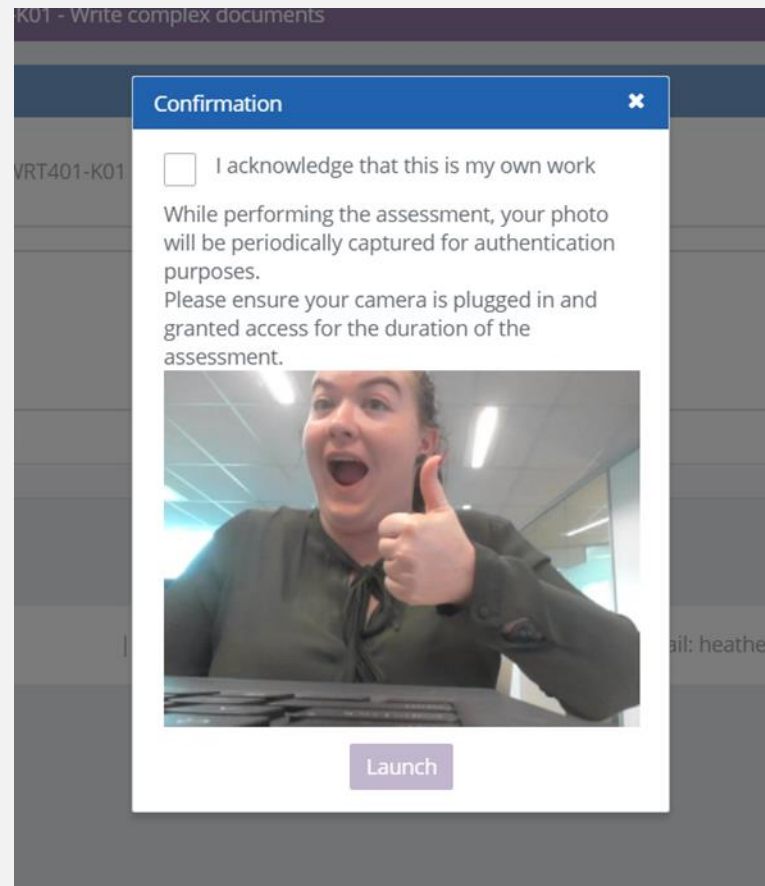 -K01 - Write complex documents
Confirmation
WRT401-K01
I acknowledge that this is my own work
While performing the assessment, your photo
will be periodically captured for authentication
purposes.
Please ensure your camera is plugged in and
granted access for the duration of the
assessment.
ail: heathe
Launch